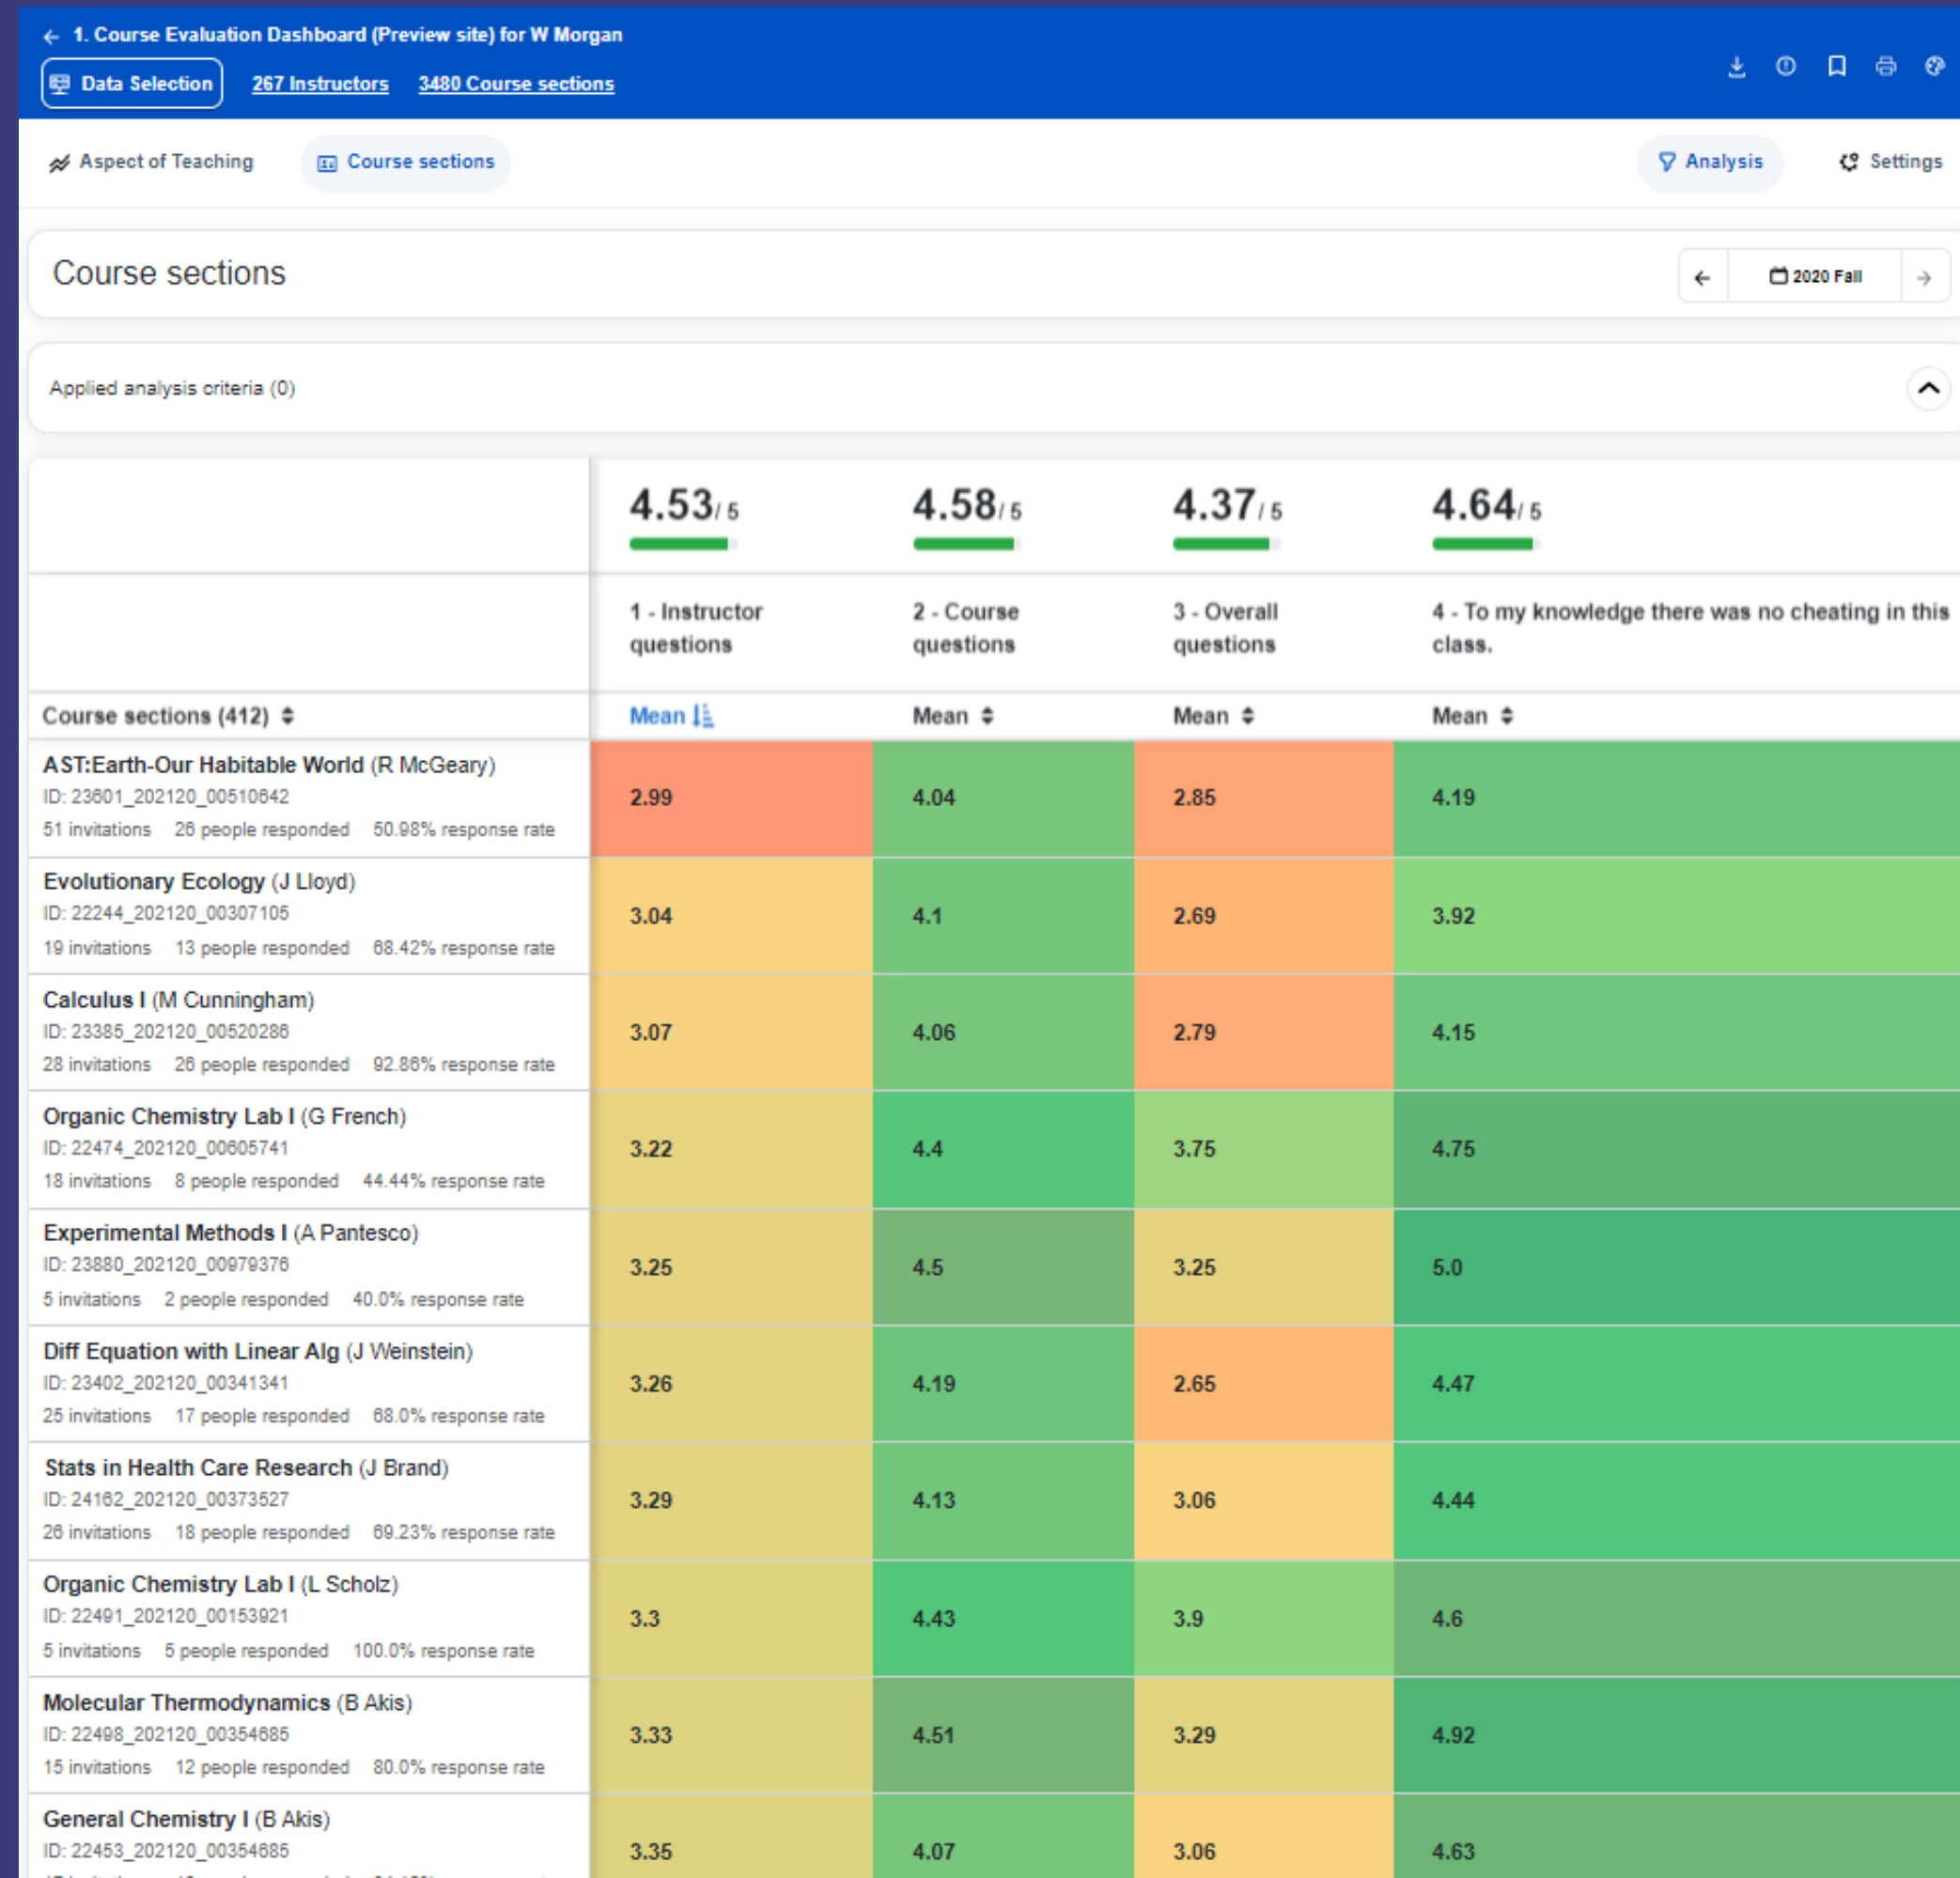 1. Course Evaluation Dashboard (Preview site) for W Morgan
Data Selection 267 Instructors 3480 Course sections
Aspect of Teaching Course sections Analysis Settings
Course sections 2020 Fall
Applied analysis criteria (0)
4.53/ 5 4.58/ 5 4.37/ 5 4.64/ 5
1 - Instructor questions
2 - Course questions
3 - Overall questions
4 - To my knowledge there was no cheating in this class.
Course sections (412) Mean Mean Mean Mean
AST:Earth-Our Habitable World (R McGeary)
ID: 23601_202120_00510642
51 invitations 26 people responded 50.98% response rate
2.99 4.04 2.85 4.19
Evolutionary Ecology (J Lloyd)
ID: 22244_202120_00307105
19 invitations 13 people responded 68.42% response rate
3.04 4.1 2.69 3.92
Calculus I (M Cunningham)
ID: 23385_202120_00520286
28 invitations 26 people responded 92.86% response rate
3.07 4.06 2.79 4.15
Organic Chemistry Lab I (G French)
ID: 22474_202120_00605741
18 invitations 8 people responded 44.44% response rate
3.22 4.4 3.75 4.75
Experimental Methods I (A Pantesco)
ID: 23880_202120_00979376
5 invitations 2 people responded 40.0% response rate
3.25 4.5 3.25 5.0
Diff Equation with Linear Alg (J Weinstein)
ID: 23402_202120_00341341
25 invitations 17 people responded 68.0% response rate
3.26 4.19 2.65 4.47
Stats in Health Care Research (J Brand)
ID: 24162_202120_00373527
26 invitations 18 people responded 69.23% response rate
3.29 4.13 3.06 4.44
Organic Chemistry Lab I (L Scholz)
ID: 22491_202120_00153921
5 invitations 5 people responded 100.0% response rate
3.3 4.43 3.9 4.6
Molecular Thermodynamics (B Akis)
ID: 22498_202120_00354685
15 invitations 12 people responded 80.0% response rate
3.33 4.51 3.29 4.92
General Chemistry I (B Akis)
ID: 22453_202120_00354685
3.35 4.07 3.06 4.63